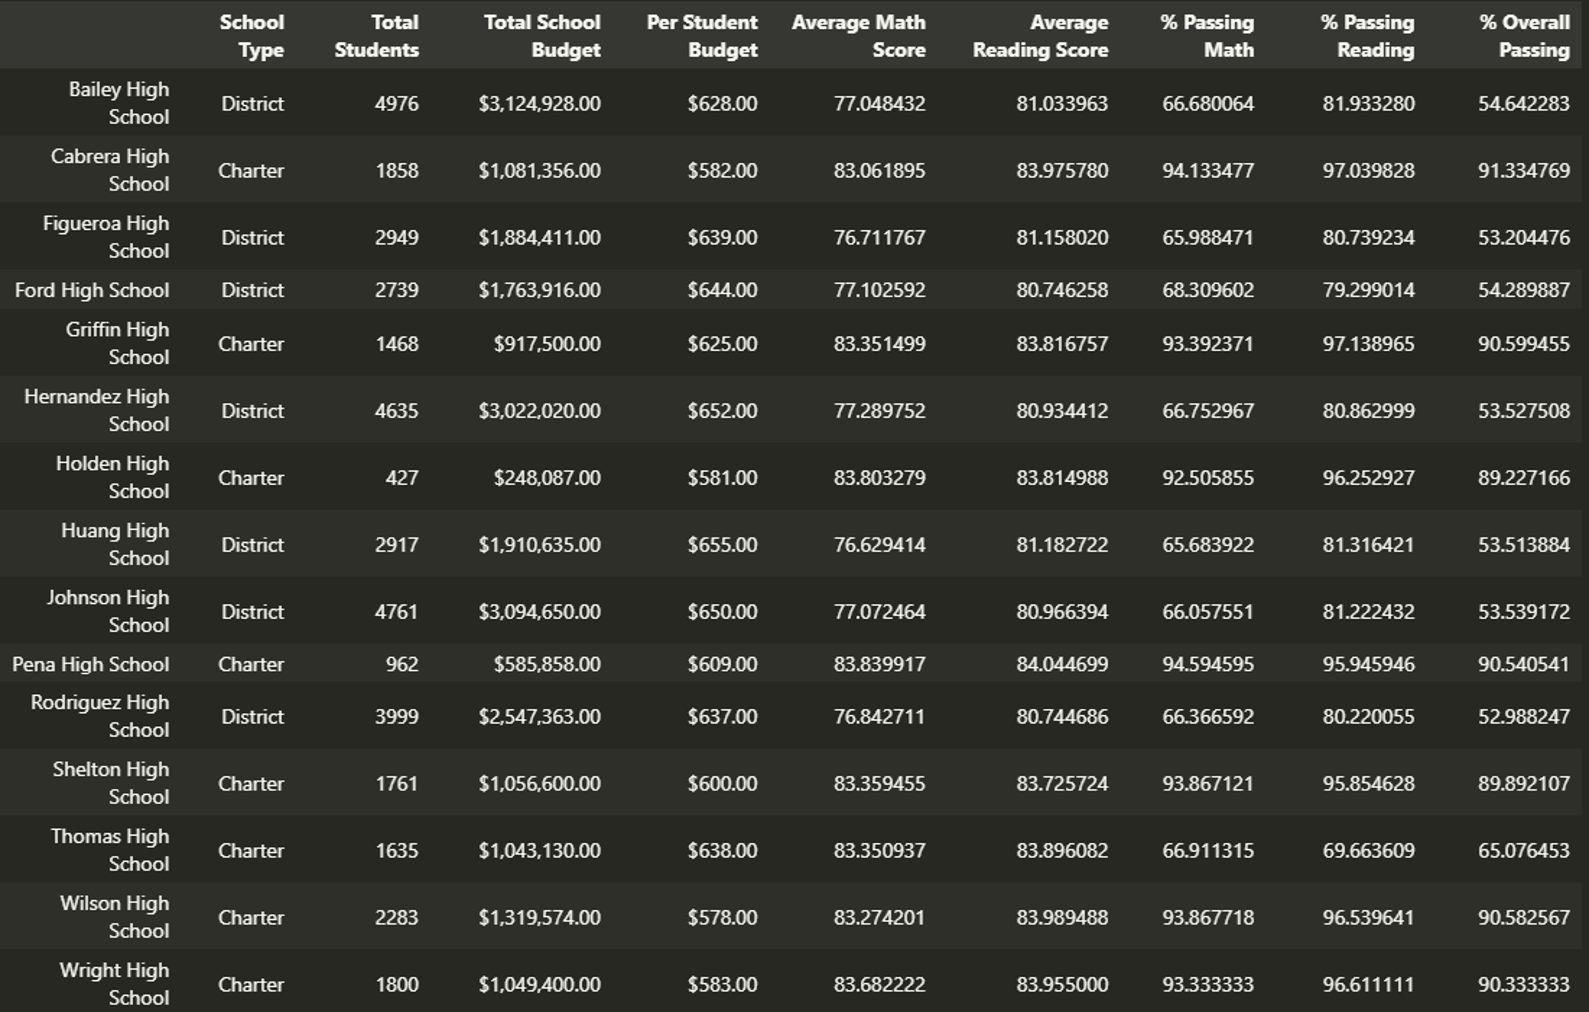 School Type Total Students Total School Budget Per Student Budget Average Math Score Average Reading Score % Passing Math % Passing Reading % Overall Passing
Bailey High School District 4976 $3,124,928.00 $628.00 77.048432 81.033963 66.680064 81.933280 54.642283
Cabrera High School Charter 1858 $1,081,356.00 $582.00 83.061895 83.975780 94.133477 97.039828 91.334769
Figueroa High School District 2949 $1,884,411.00 $639.00 76.711767 81.158020 65.988471 80.739234 53.204476
Ford High School District 2739 $1,763,916.00 $644.00 77.102592 80.746258 68.309602 79.299014 54.289887
Griffin High School Charter 1468 $917,500.00 $625.00 83.351499 83.816757 93.392371 97.138965 90.599455
Hernandez High School District 4635 $3,022,020.00 $652.00 77.289752 80.934412 66.752967 80.862999 53.527508
Holden High School Charter 427 $248,087.00 $581.00 83.803279 83.814988 92.505855 96.252927 89.227166
Huang High School District 2917 $1,910,635.00 $655.00 76.629414 81.182722 65.683922 81.316421 53.513884
Johnson High School District 4761 $3,094,650.00 $650.00 77.072464 80.966394 66.057551 81.222432 53.539172
Pena High School Charter 962 $585,858.00 $609.00 83.839917 84.044699 94.594595 95.945946 90.540541
Rodriguez High School District 3999 $2,547,363.00 $637.00 76.842711 80.744686 66.366592 80.220055 52.988247
Shelton High School Charter 1761 $1,056,600.00 $600.00 83.359455 83.725724 93.867121 95.854628 89.892107
Thomas High School Charter 1635 $1,043,130.00 $638.00 83.350937 83.896082 66.911315 69.663609 65.076453
Wilson High School Charter 2283 $1,319,574.00 $578.00 83.274201 83.989488 93.867718 96.539641 90.582567
Wright High School Charter 1800 $1,049,400.00 $583.00 83.682222 83.955000 93.333333 96.611111 90.333333